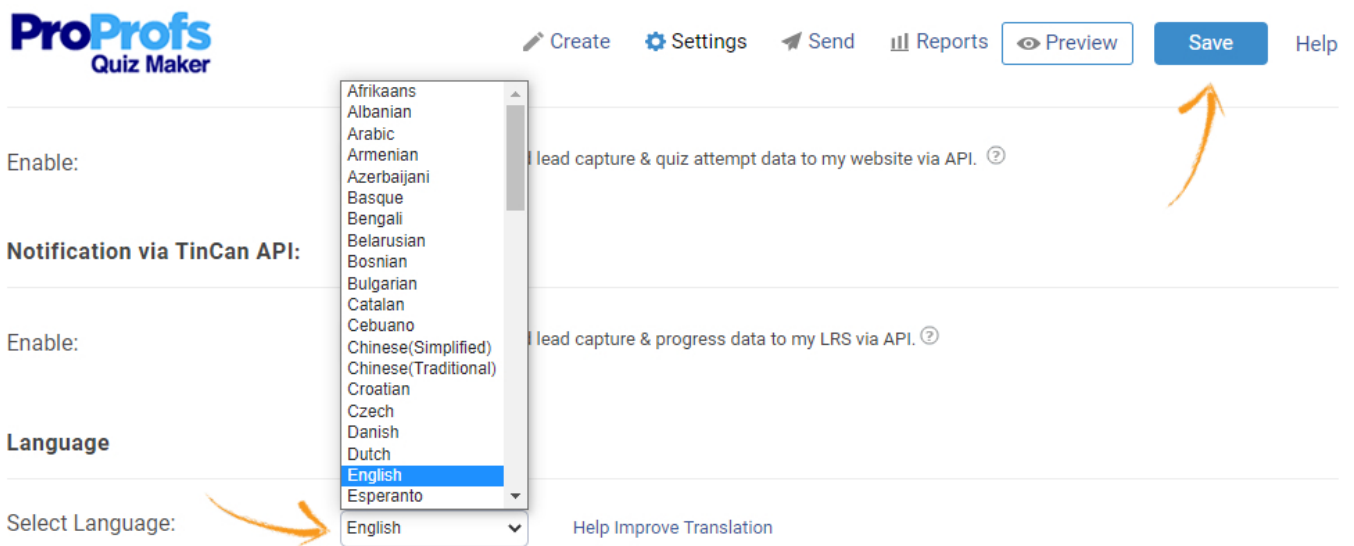 ProProfs
Quiz Maker
Create Settings Send Reports Preview Save Help
Enable:
lead capture & quiz attempt data to my website via API. ?
Notification via TinCan API:
Enable:
lead capture & progress data to my LRS via API. ?
Language
Afrikaans
Albanian
Arabic
Armenian
Azerbaijani
Basque
Bengali
Belarusian
Bosnian
Bulgarian
Catalan
Cebuano
Chinese(Simplified)
Chinese(Traditional)
Croatian
Czech
Danish
Dutch
English
Esperanto
Select Language:
English
Help Improve Translation